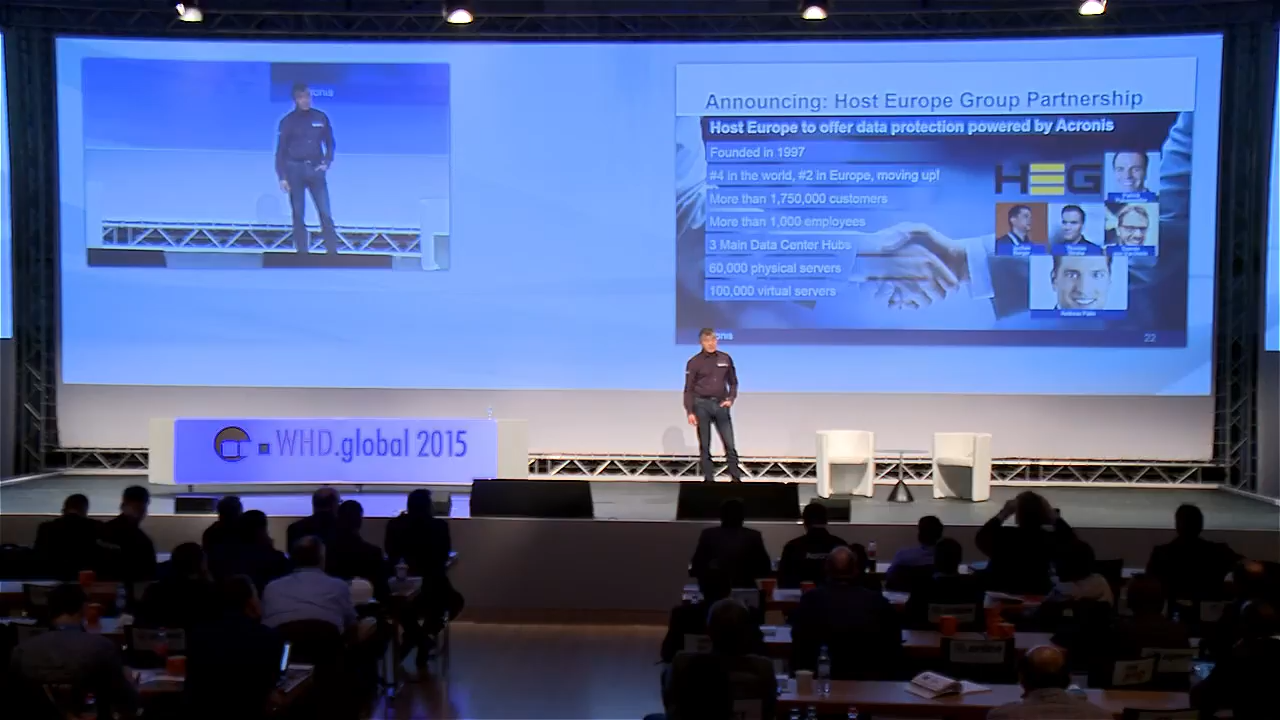 Announcing: Host Europe Group Partnership
Host Europe to offer data protection powered by Acronis
Founded in 1997
#4 in the world, #2 in Europe, moving up!
More than 1,750,000 customers
More than 1,000 employees
3 Main Data Center Hubs
60,000 physical servers
100,000 virtual servers
HEG
22
WHD.global 2015